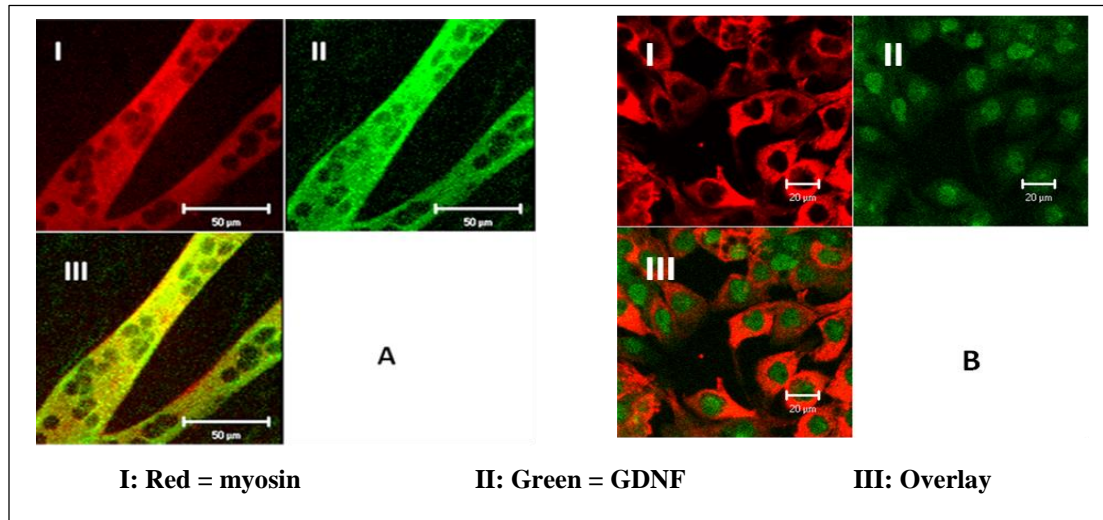 I
II
50 µm
50 µm
III
50 µm
A
I
II
20 µm
20 µm
III
20 µm
B
I: Red = myosin II: Green = GDNF III: Overlay